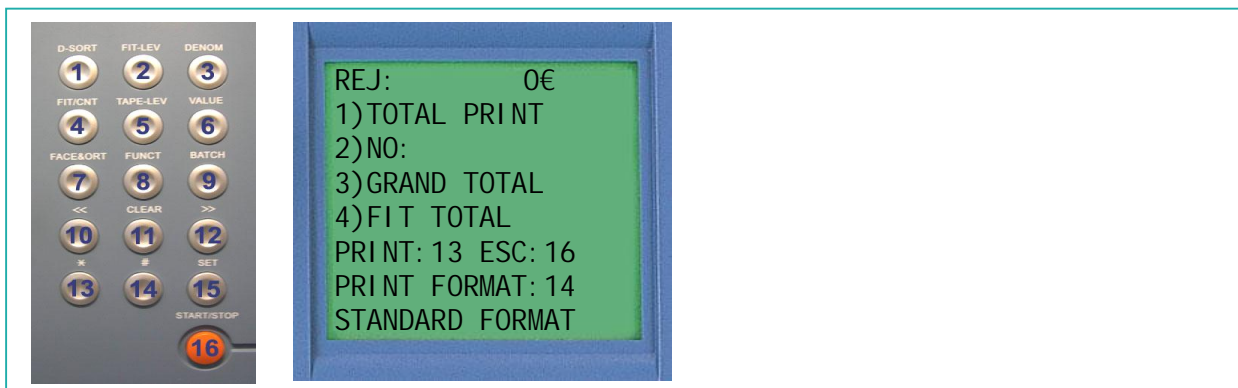 D-SORT FIT-LEV DENOM
1 2 3
FIT/CNT TAPE-LEV VALUE
4 5 6
FACE&ORT FUNCT BATCH
7 8 9
<< CLEAR >>
10 11 12
* # SET
13 14 15
START/STOP
16
REJ: 0€
1)TOTAL PRINT
2)NO:
3)GRAND TOTAL
4)FIT TOTAL
PRINT:13 ESC:16
PRINT FORMAT:14
STANDARD FORMAT